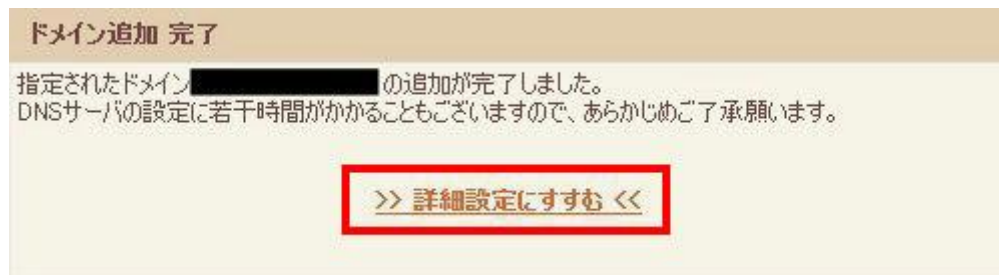 ドメイン追加 完了
指定されたドメイン の追加が完了しました。
DNSサーバの設定に若干時間がかかることもございますので、あらかじめご了承願います。
>> 詳細設定にすすむ <<